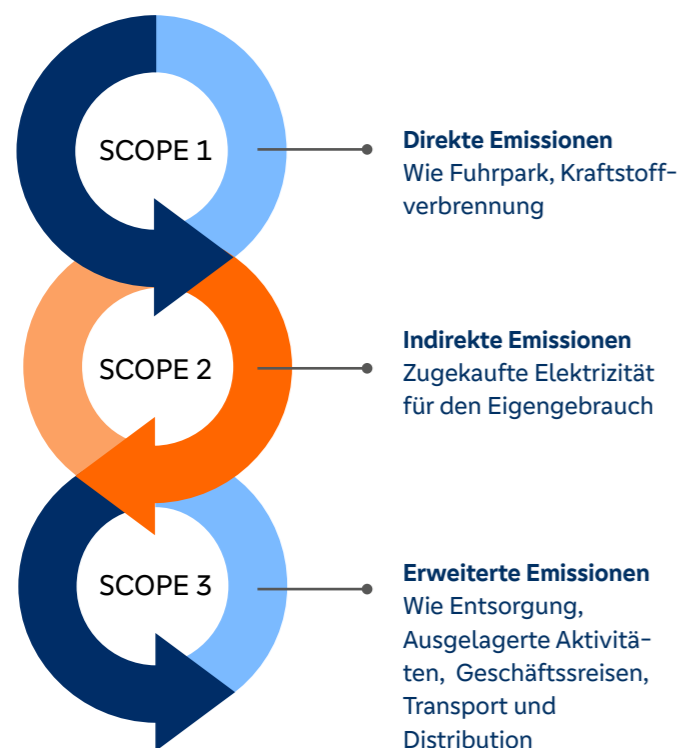 SCOPE 1
Direkte Emissionen
Wie Fuhrpark, Kraftstoff-
verbrennung
SCOPE 2
Indirekte Emissionen
Zugekaufte Elektrizität
für den Eigengebrauch
SCOPE 3
Erweiterte Emissionen
Wie Entsorgung,
Ausgelagerte Aktivitä-
ten, Geschäftssreisen,
Transport und
Distribution